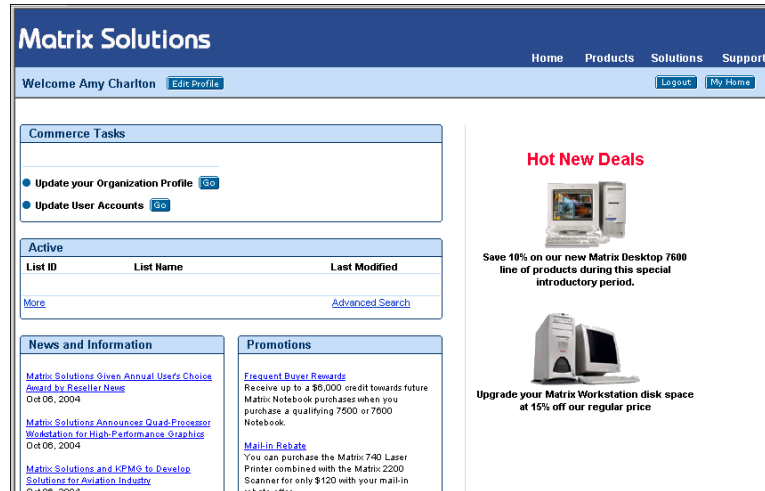 Matrix Solutions
Home Products Solutions Support
Welcome Amy Charlton Edit Profile
Logout My Home
Commerce Tasks
Update your Organization Profile Go
Update User Accounts Go
Active
List ID List Name Last Modified
More Advanced Search
News and Information
Matrix Solutions Given Annual User's Choice
Award by Reseller News
Oct 06, 2004
Matrix Solutions Announces Quad-Processor
Workstation for High-Performance Graphics
Oct 06, 2004
Matrix Solutions and KPMG to Develop
Solutions for Aviation Industry
Oct 06, 2004
Promotions
Frequent Buyer Rewards
Receive up to a $6,000 credit towards future
Matrix Notebook purchases when you
purchase a qualifying 7500 or 7600
Notebook.
Mail-in Rebate
You can purchase the Matrix 740 Laser
Printer combined with the Matrix 2200
Scanner for only $120 with your mail-in
rebate offer
Hot New Deals
Save 10% on our new Matrix Desktop 7600
line of products during this special
introductory period.
Upgrade your Matrix Workstation disk space
at 15% off our regular price